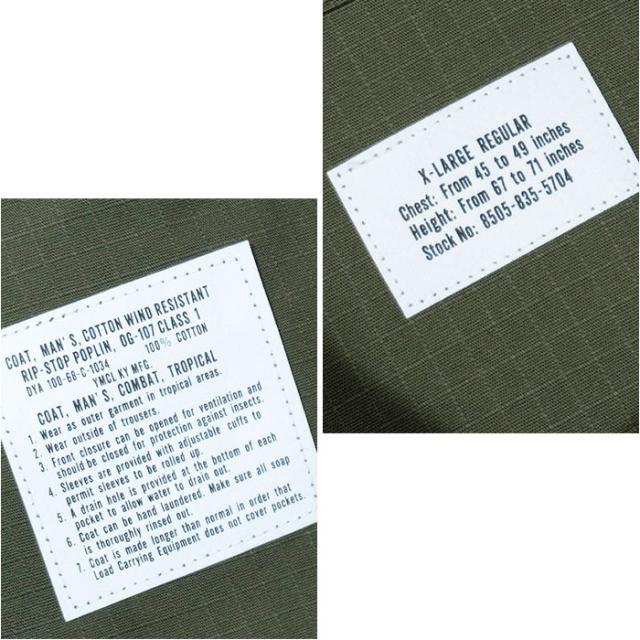 X-LARGE REGULAR
Chest: From 45 to 49 inches
Height: From 67 to 71 inches
Stock No: 8505-835-5704
COAT, MAN'S, COTTON WIND RESISTANT
RIP-STOP POPLIN, OG-107 CLASS 1
DYA 100-68-C-1034 100% COTTON
YMCLKY MFG.
COAT, MAN'S, COMBAT, TROPICAL
1. Wear as outer garment in tropical areas.
2. Wear outside of trousers.
3. Front closure can be opened for ventilation and
should be closed for protection against insects.
4. Sleeves are provided with adjustable cuffs to
permit sleeves to be rolled up.
5. A drain hole is provided at the bottom of each
pocket to allow water to drain out.
6. Coat can be hand laundered. Make sure all soap
is thoroughly rinsed out.
7. Coat is made longer than normal in order that
Load Carrying Equipment does not cover pockets.